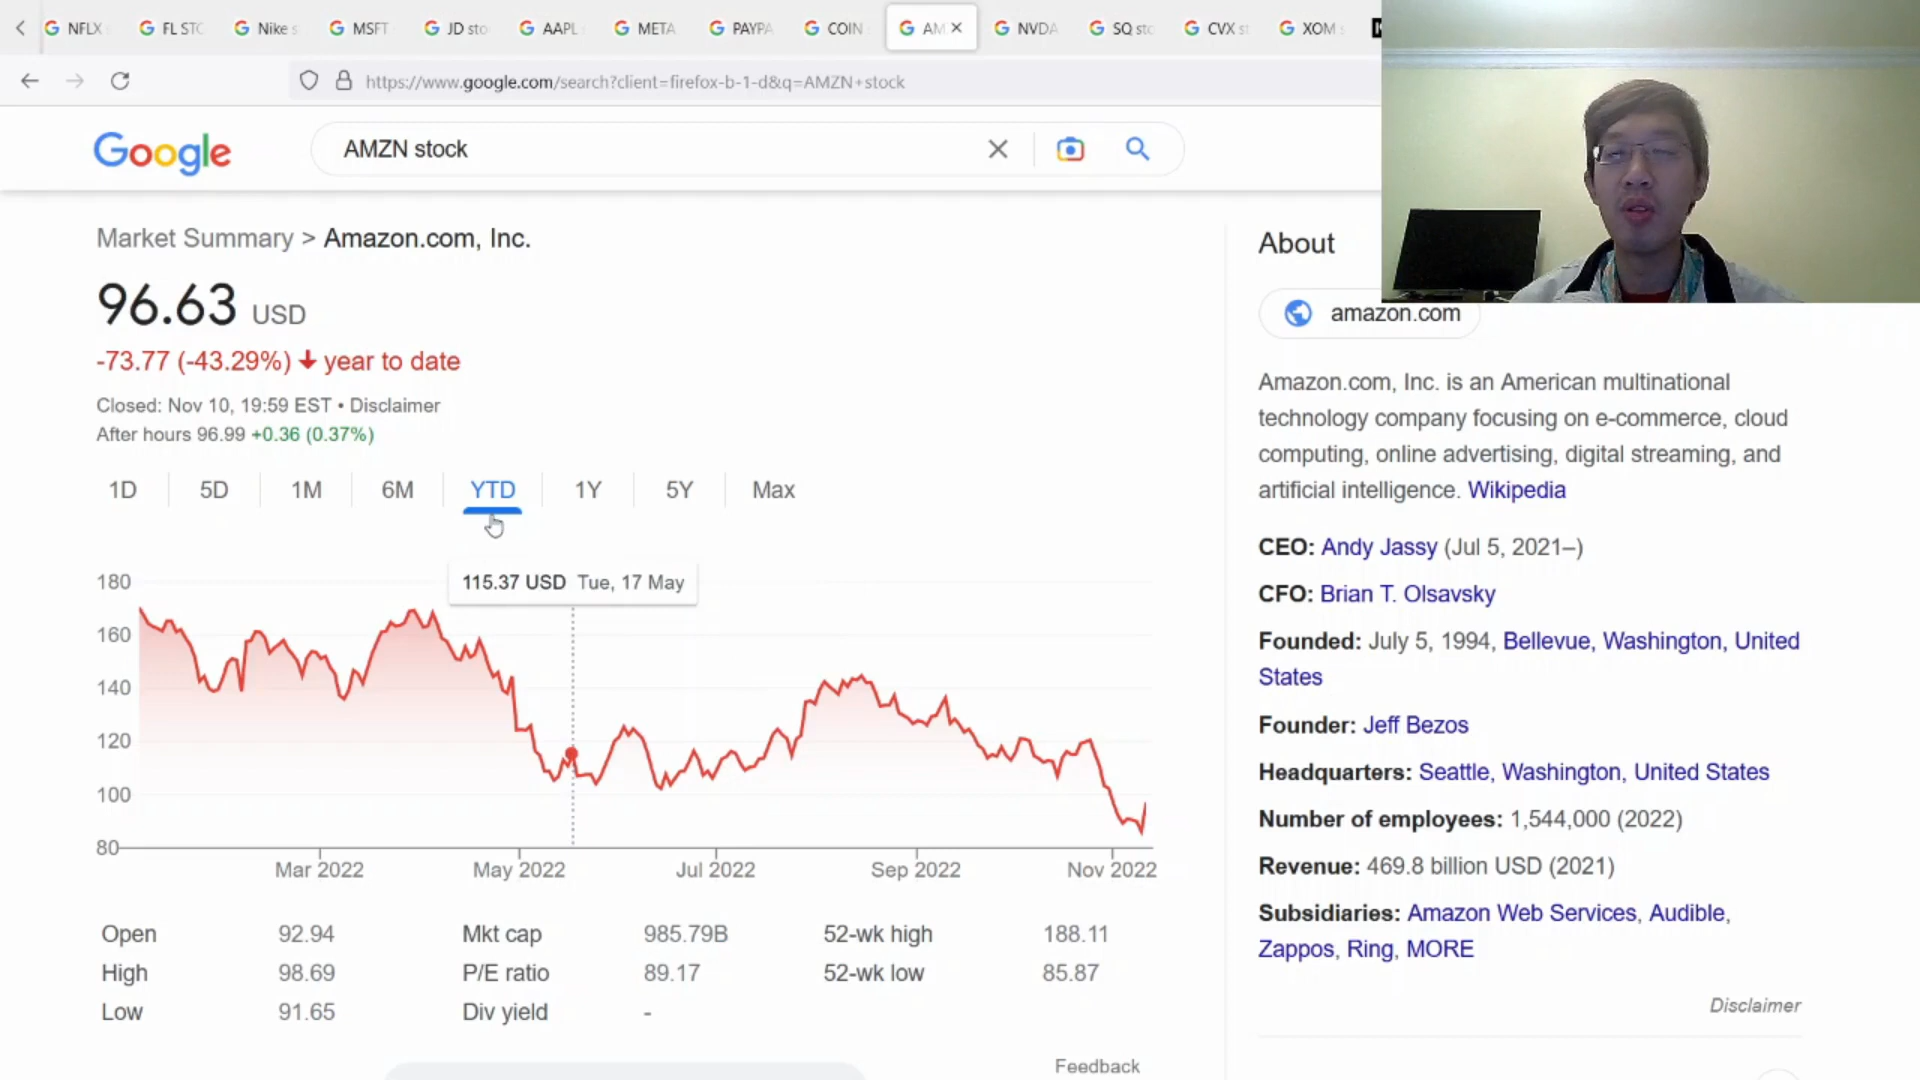 NFLX
FL STC
Nike s
MSFT
JD sto
AAPL
META
PAYPA
COIN
AM
NVDA
SQ sto
CVX st
XOM s
https://www.google.com/search?client=firefox-b-1-d&q=AMZN+stock
Google
AMZN stock
Market Summary > Amazon.com, Inc.
96.63 USD
-73.77 (-43.29%) year to date
Closed: Nov 10, 19:59 EST • Disclaimer
After hours 96.99 +0.36 (0.37%)
1D
5D
1M
6M
YTD
1Y
5Y
Max
115.37 USD Tue, 17 May
180
160
140
120
100
80
Mar 2022
May 2022
Jul 2022
Sep 2022
Nov 2022
Open 92.94 Mkt cap 985.79B 52-wk high 188.11
High 98.69 P/E ratio 89.17 52-wk low 85.87
Low 91.65 Div yield -
Feedback
About
amazon.com
Amazon.com, Inc. is an American multinational
technology company focusing on e-commerce, cloud
computing, online advertising, digital streaming, and
artificial intelligence. Wikipedia
CEO: Andy Jassy (Jul 5, 2021–)
CFO: Brian T. Olsavsky
Founded: July 5, 1994, Bellevue, Washington, United
States
Founder: Jeff Bezos
Headquarters: Seattle, Washington, United States
Number of employees: 1,544,000 (2022)
Revenue: 469.8 billion USD (2021)
Subsidiaries: Amazon Web Services, Audible,
Zappos, Ring, MORE
Disclaimer